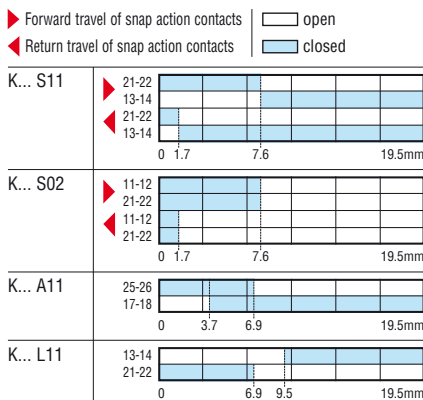 Forward travel of snap action contacts open
Return travel of snap action contacts closed
K... S11
21-22
13-14
21-22
13-14
0 1.7 7.6 19.5mm
K... S02
11-12
21-22
11-12
21-22
0 1.7 7.6 19.5mm
K... A11
25-26
17-18
0 3.7 6.9 19.5mm
K... L11
13-14
21-22
0 6.9 9.5 19.5mm